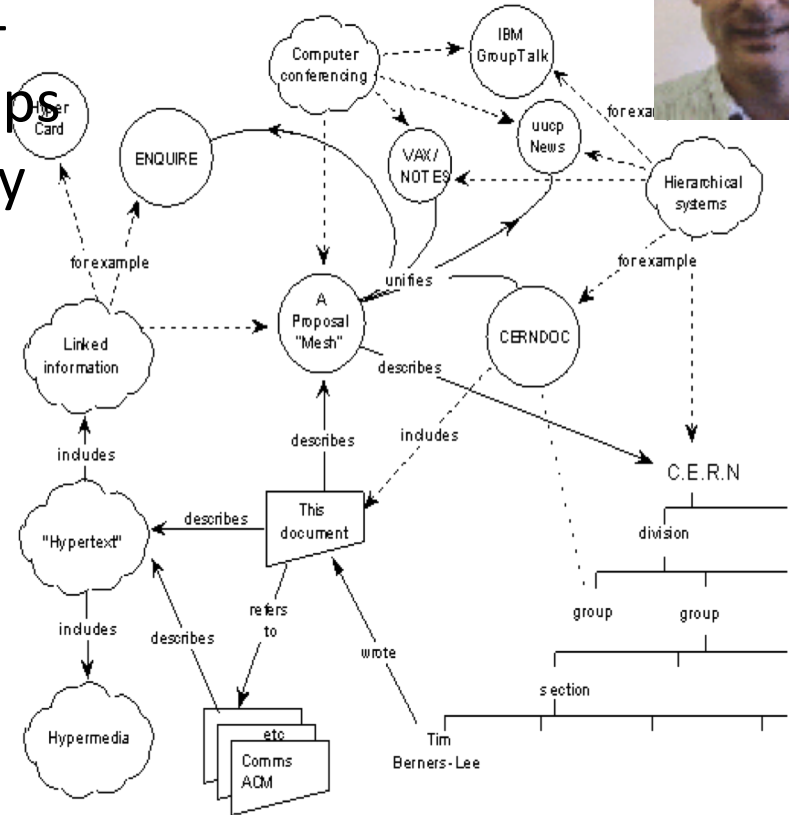 ps
y
Hyper
Card
ENQUIRE
Computer
conferencing
IBM
GroupTalk
uucp
News
VAX/
NOTES
Hierarchical
systems
for example
for example
unifies
A
Proposal
"Mesh"
CERNDOC
Linked
information
describes
describes
includes
includes
C.E.R.N
This
document
describes
"Hypertext"
division
includes
describes
refers
to
wrote
group
group
section
Hypermedia
etc
Comms
ACM
Tim
Berners-Lee